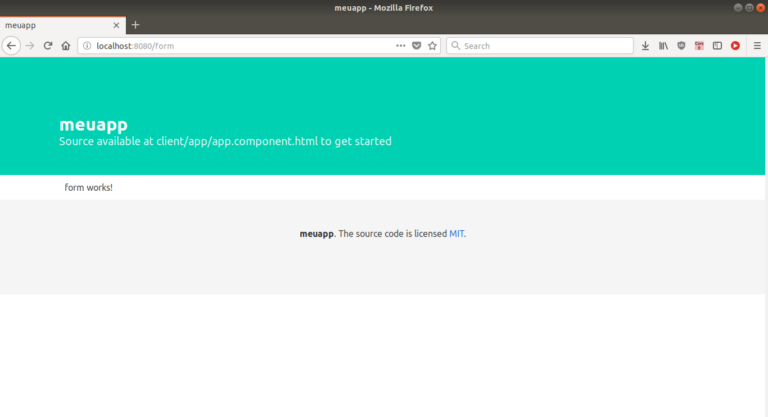 meuapp - Mozilla Firefox
meuapp
localhost:8080/form
Search
meuapp
Source available at client/app/app.component.html to get started
form works!
meuapp. The source code is licensed MIT.